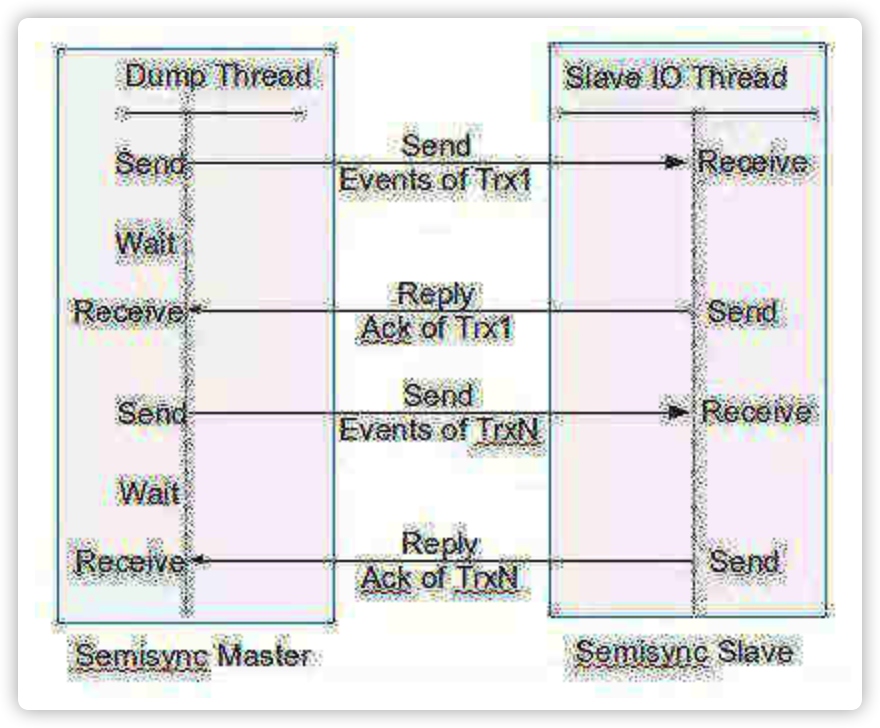 Dump Thread
Slave IO Thread
Send
Send
Events of Trx1
Receive
Wait
Receive
Reply
Ack of Trx1
Send
Send
Send
Events of TrxN
Receive
Wait
Receive
Reply
Ack of TrxN
Send
Semisync Master
Semisync Slave